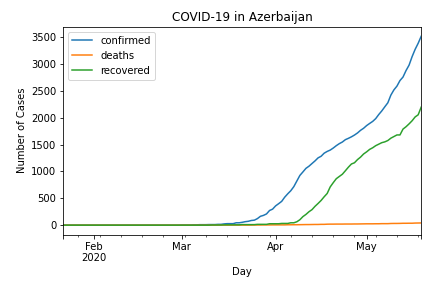 COVID-19 in Azerbaijan
confirmed
deaths
recovered
Number of Cases
3500
3000
2500
2000
1500
1000
500
0
Feb
2020
Mar
Apr
May
Day